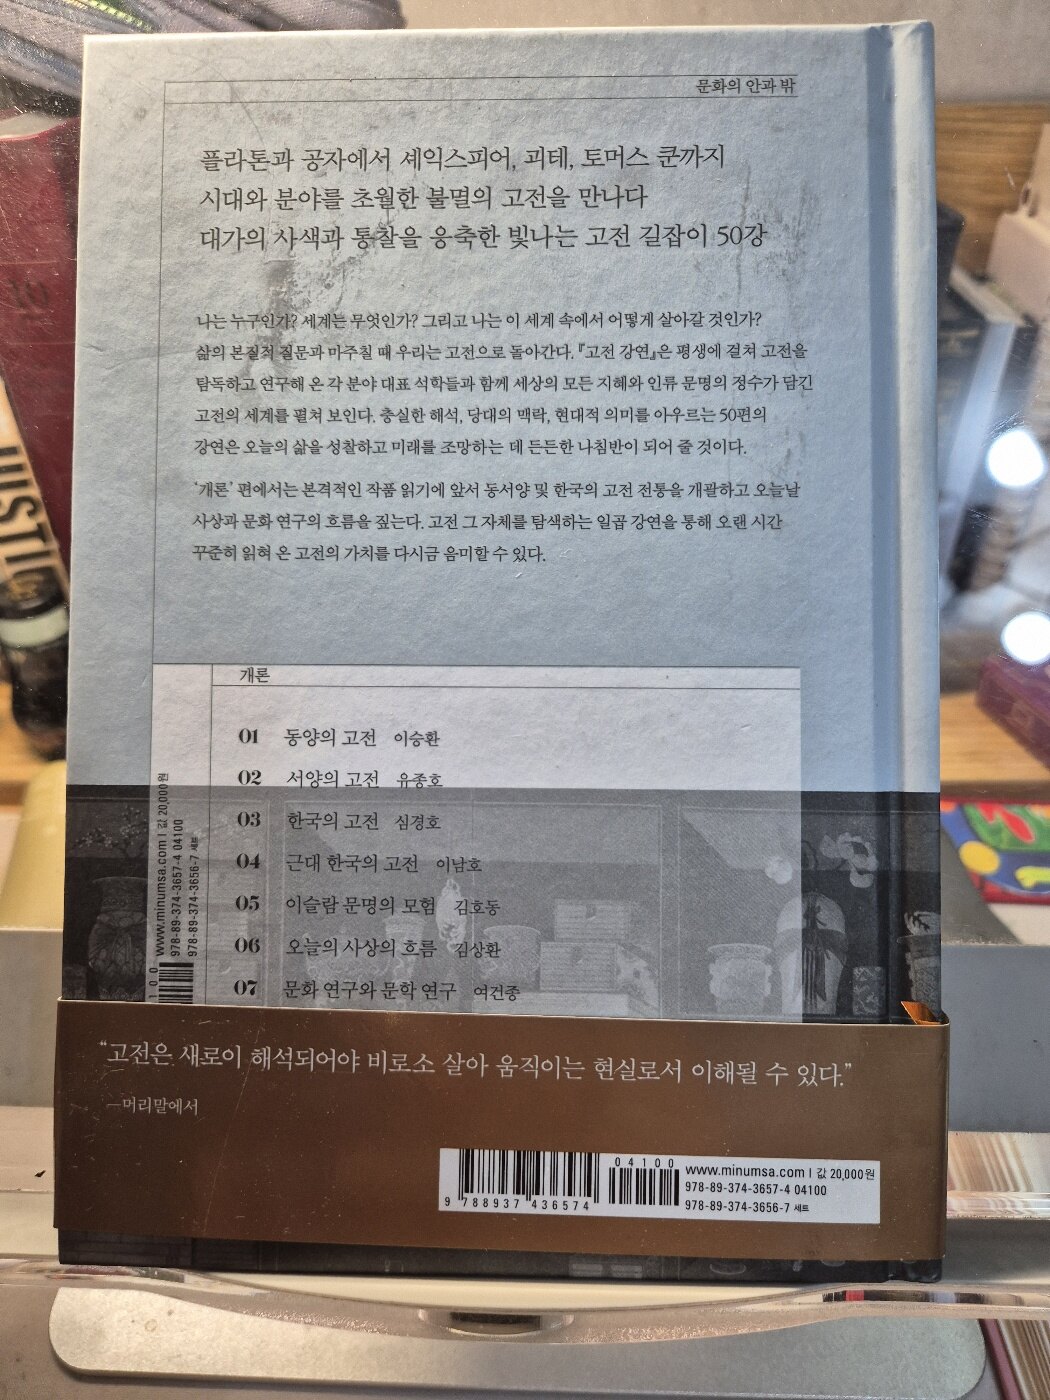 문화의 안과 밖
플라톤과 공자에서 셰익스피어, 괴테, 토머스 쿤까지
시대와 분야를 초월한 불멸의 고전을 만나다
대가의 사색과 통찰을 응축한 빛나는 고전 길잡이 50강
나는 누구인가? 세계는 무엇인가? 그리고 나는 이 세계 속에서 어떻게 살아갈 것인가?
삶의 본질적 질문과 마주칠 때 우리는 고전으로 돌아간다. 『고전 강연』은 평생에 걸쳐 고전을
탐독하고 연구해 온 각 분야 대표 석학들과 함께 세상의 모든 지혜와 인류 문명의 정수가 담긴
고전의 세계를 펼쳐 보인다. 충실한 해석, 당대의 맥락, 현대적 의미를 아우르는 50편의
강연은 오늘의 삶을 성찰하고 미래를 조망하는 데 든든한 나침반이 되어 줄 것이다.
‘개론’ 편에서는 본격적인 작품 읽기에 앞서 동서양 및 한국의 고전 전통을 개괄하고 오늘날
사상과 문화 연구의 흐름을 짚는다. 고전 그 자체를 탐색하는 일곱 강연을 통해 오랜 시간
꾸준히 읽혀 온 고전의 가치를 다시금 음미할 수 있다.
개론
01 동양의 고전 이승환
02 서양의 고전 유종호
03 한국의 고전 심경호
04 근대 한국의 고전 이남호
05 이슬람 문명의 모험 김호동
06 오늘의 사상의 흐름 김상환
07 문화 연구와 문학 연구 여건종
www.minumsa.com | 값 20,000원
978-89-374-3657-4 04100
978-89-374-3656-7 세트
100
“고전은 새로이 해석되어야 비로소 살아 움직이는 현실로서 이해될 수 있다.”
—머리말에서
04100
9 788937 436574
www.minumsa.com | 값 20,000원
978-89-374-3657-4 04100
978-89-374-3656-7 세트